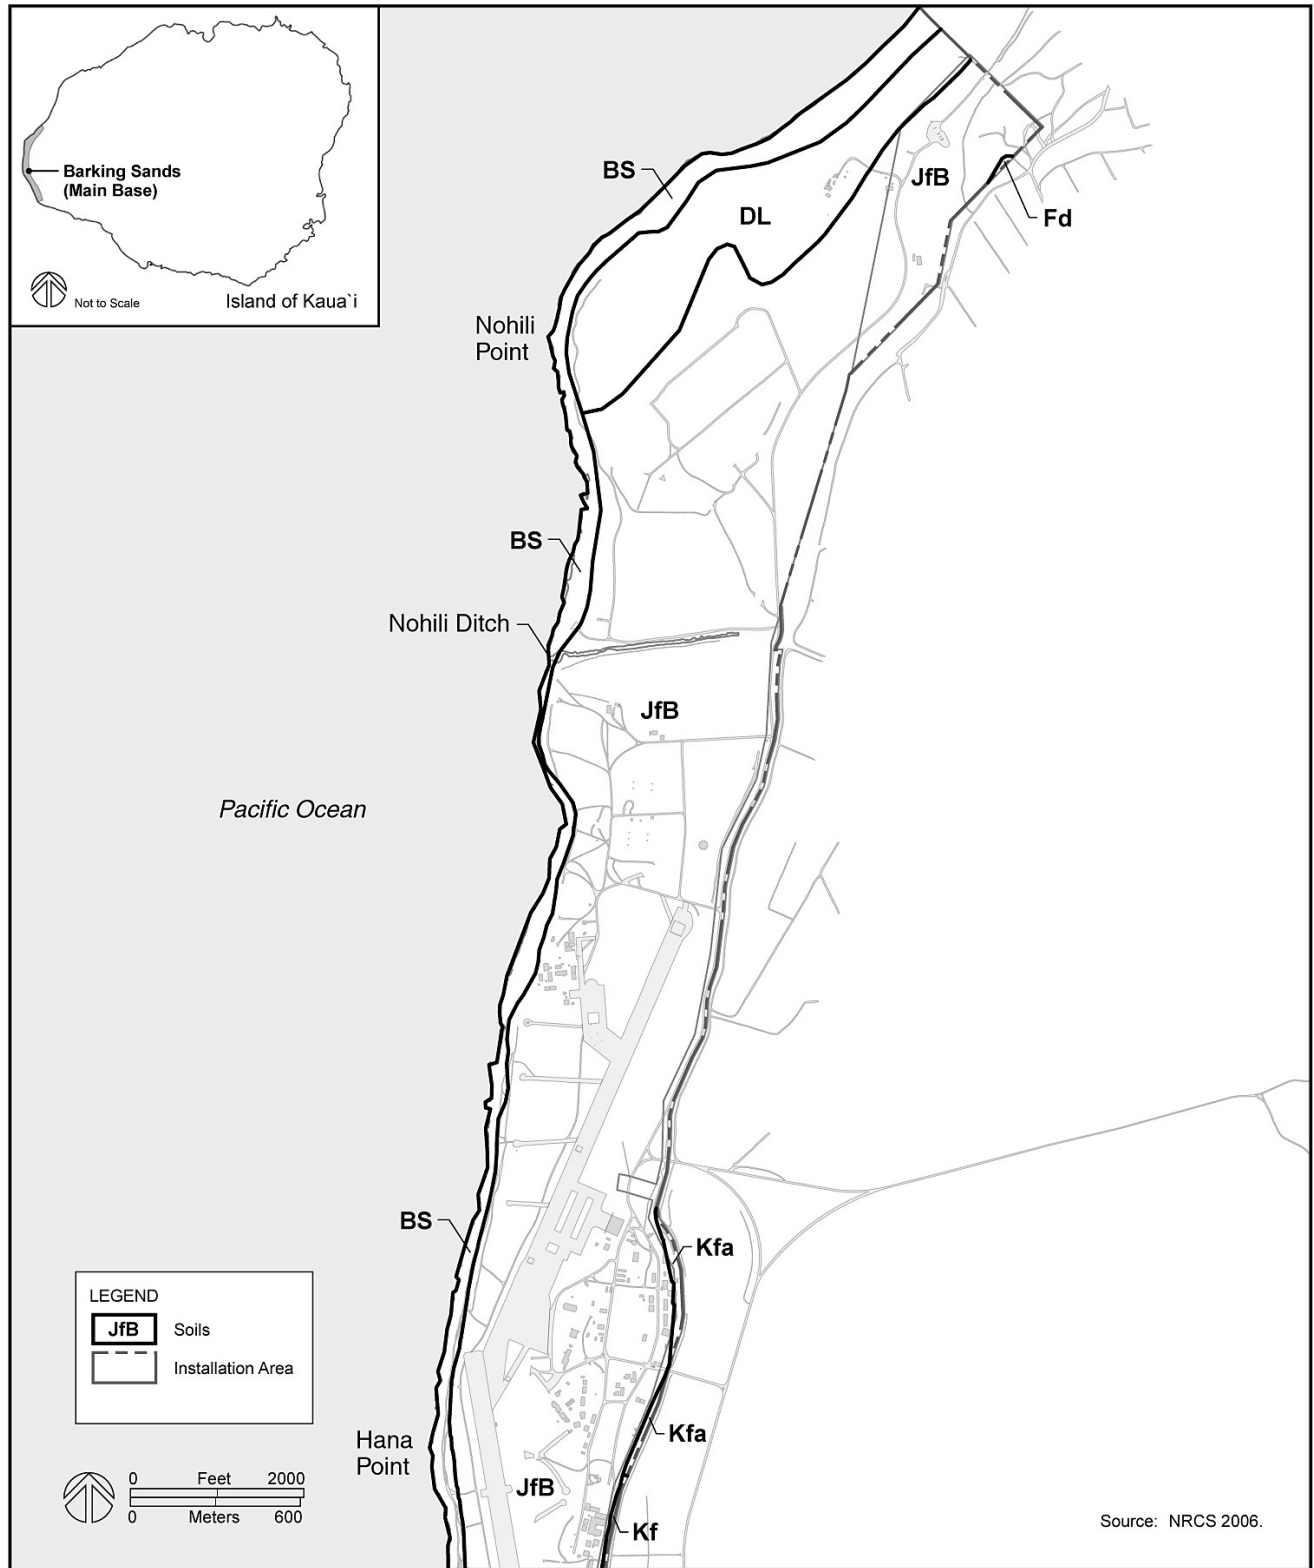 Barking Sands
(Main Base)
Not to Scale
Island of Kaua`i
BS
DL
JfB
Fd
Nohili
Point
BS
Nohili Ditch
JfB
Pacific Ocean
BS
Kfa
LEGEND
JfB
Soils
Installation Area
Kfa
Hana
Point
JfB
0 Feet 2000
0 Meters 600
Kf
Source: NRCS 2006.